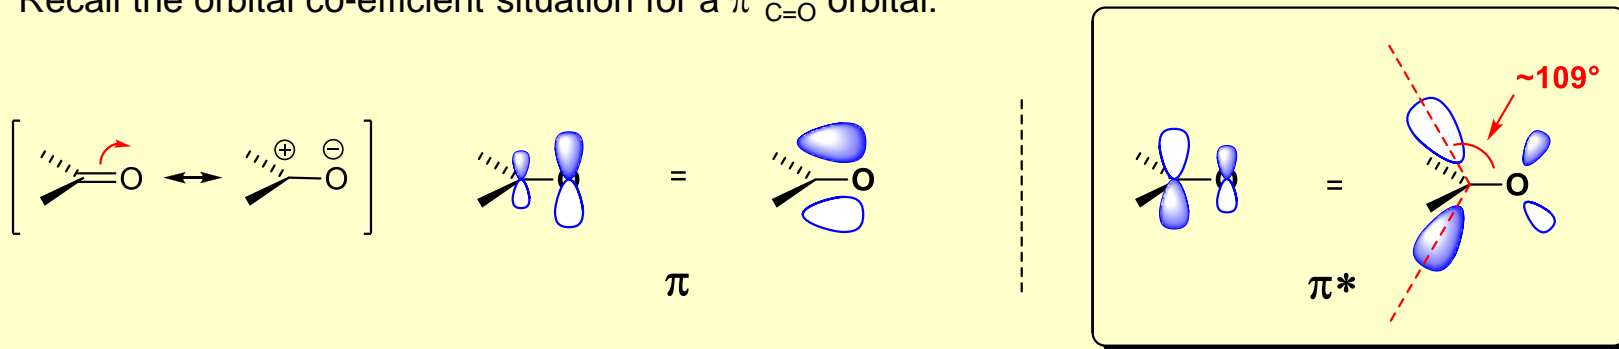 Recall the orbital co-efficient situation for a π C=O orbital.
~109°
O ⊕ ⊖ O
O = O
O = O
π π*